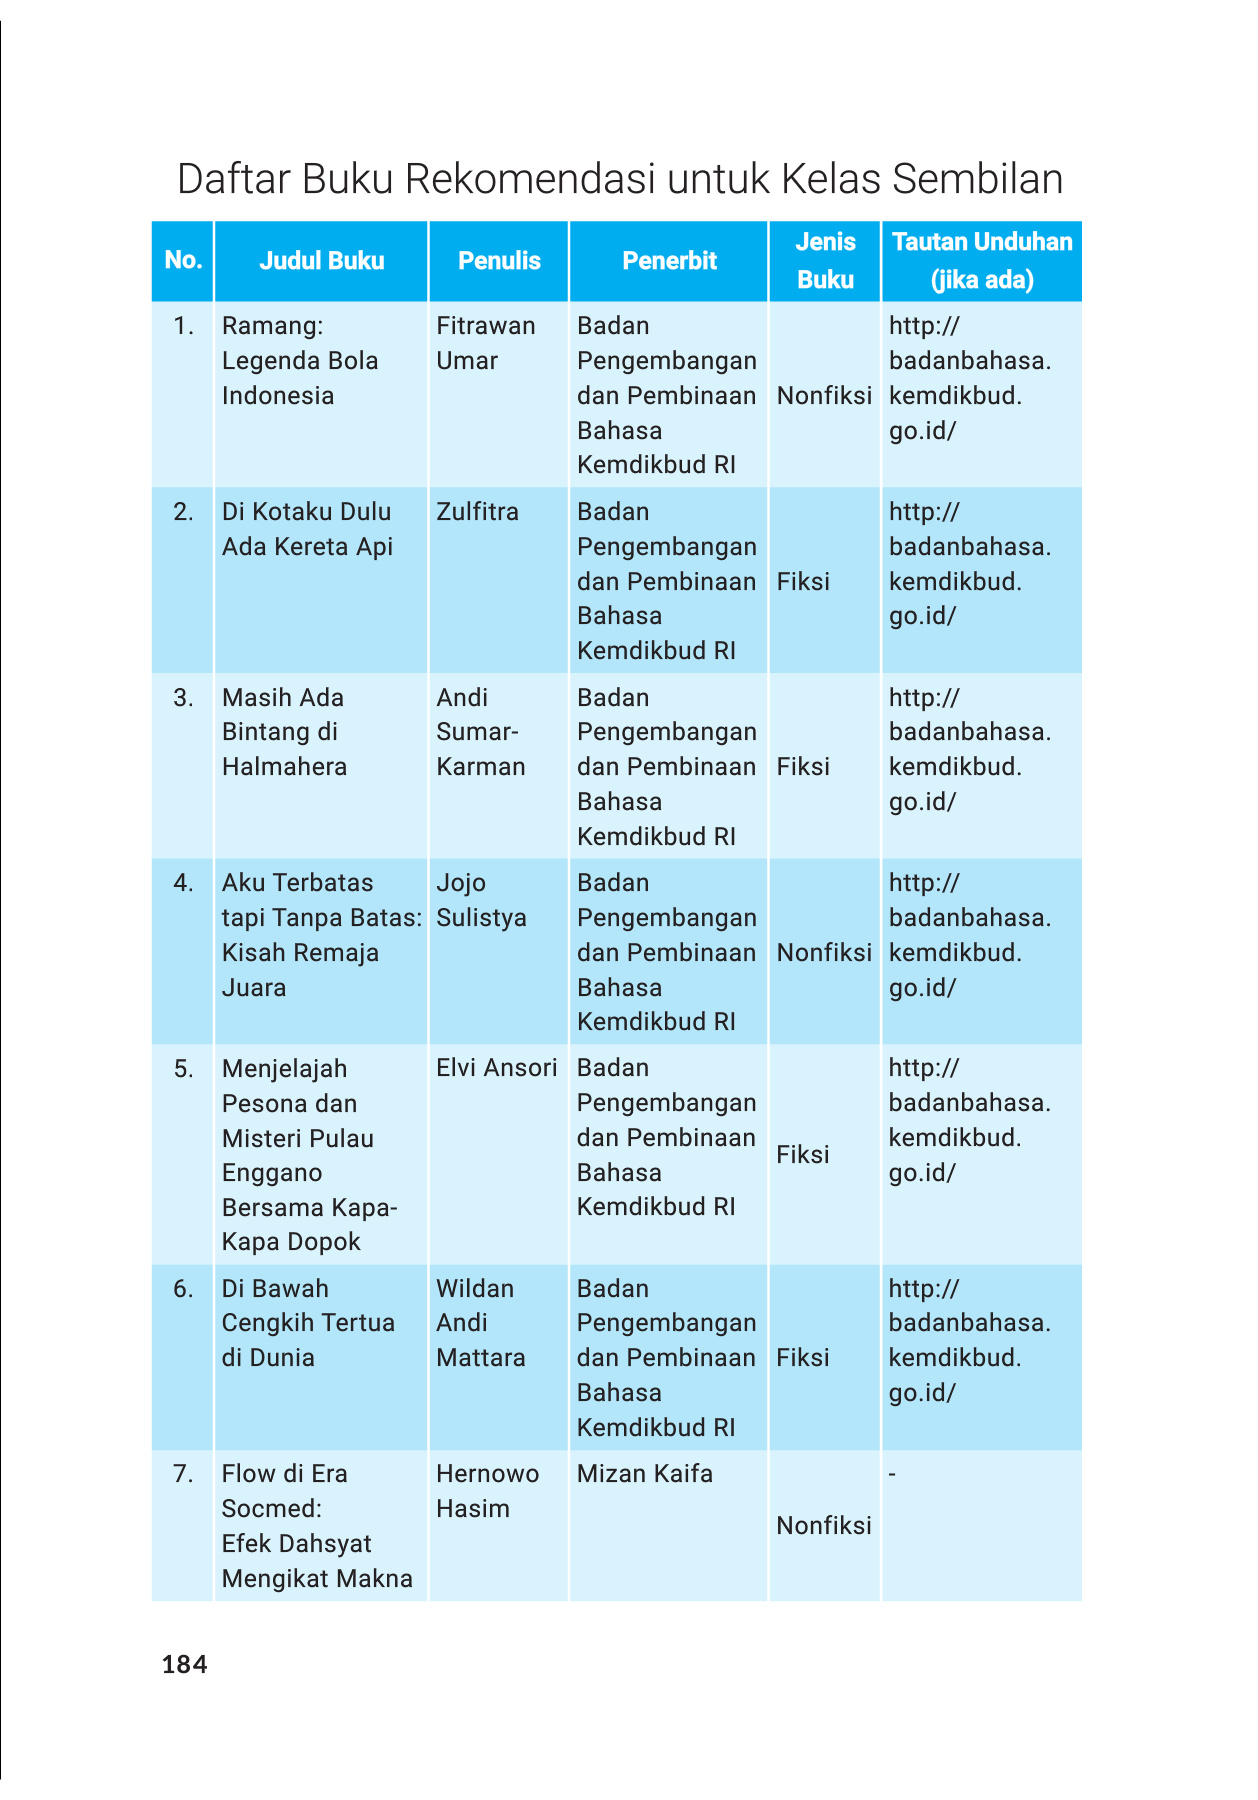 Daftar Buku Rekomendasi untuk Kelas Sembilan
No.
Judul Buku
Penulis
Penerbit
Jenis
Buku
Tautan Unduhan
(jika ada)
1.
Ramang:
Legenda Bola
Indonesia
Fitrawan
Umar
Badan
Pengembangan
dan Pembinaan
Bahasa
Kemdikbud RI
Nonfiksi
http://
badanbahasa.
kemdikbud.
go.id/
2.
Di Kotaku Dulu
Ada Kereta Api
Zulfitra
Badan
Pengembangan
dan Pembinaan
Bahasa
Kemdikbud RI
Fiksi
http://
badanbahasa.
kemdikbud.
go.id/
3.
Masih Ada
Bintang di
Halmahera
Andi
Sumar-
Karman
Badan
Pengembangan
dan Pembinaan
Bahasa
Kemdikbud RI
Fiksi
http://
badanbahasa.
kemdikbud.
go.id/
4.
Aku Terbatas
tapi Tanpa Batas:
Kisah Remaja
Juara
Jojo
Sulistya
Badan
Pengembangan
dan Pembinaan
Bahasa
Kemdikbud RI
Nonfiksi
http://
badanbahasa.
kemdikbud.
go.id/
5.
Menjelajah
Pesona dan
Misteri Pulau
Enggano
Bersama Kapa-
Kapa Dopok
Elvi Ansori
Badan
Pengembangan
dan Pembinaan
Bahasa
Kemdikbud RI
Fiksi
http://
badanbahasa.
kemdikbud.
go.id/
6.
Di Bawah
Cengkih Tertua
di Dunia
Wildan
Andi
Mattara
Badan
Pengembangan
dan Pembinaan
Bahasa
Kemdikbud RI
Fiksi
http://
badanbahasa.
kemdikbud.
go.id/
7.
Flow di Era
Socmed:
Efek Dahsyat
Mengikat Makna
Hernowo
Hasim
Mizan Kaifa
Nonfiksi
-
184